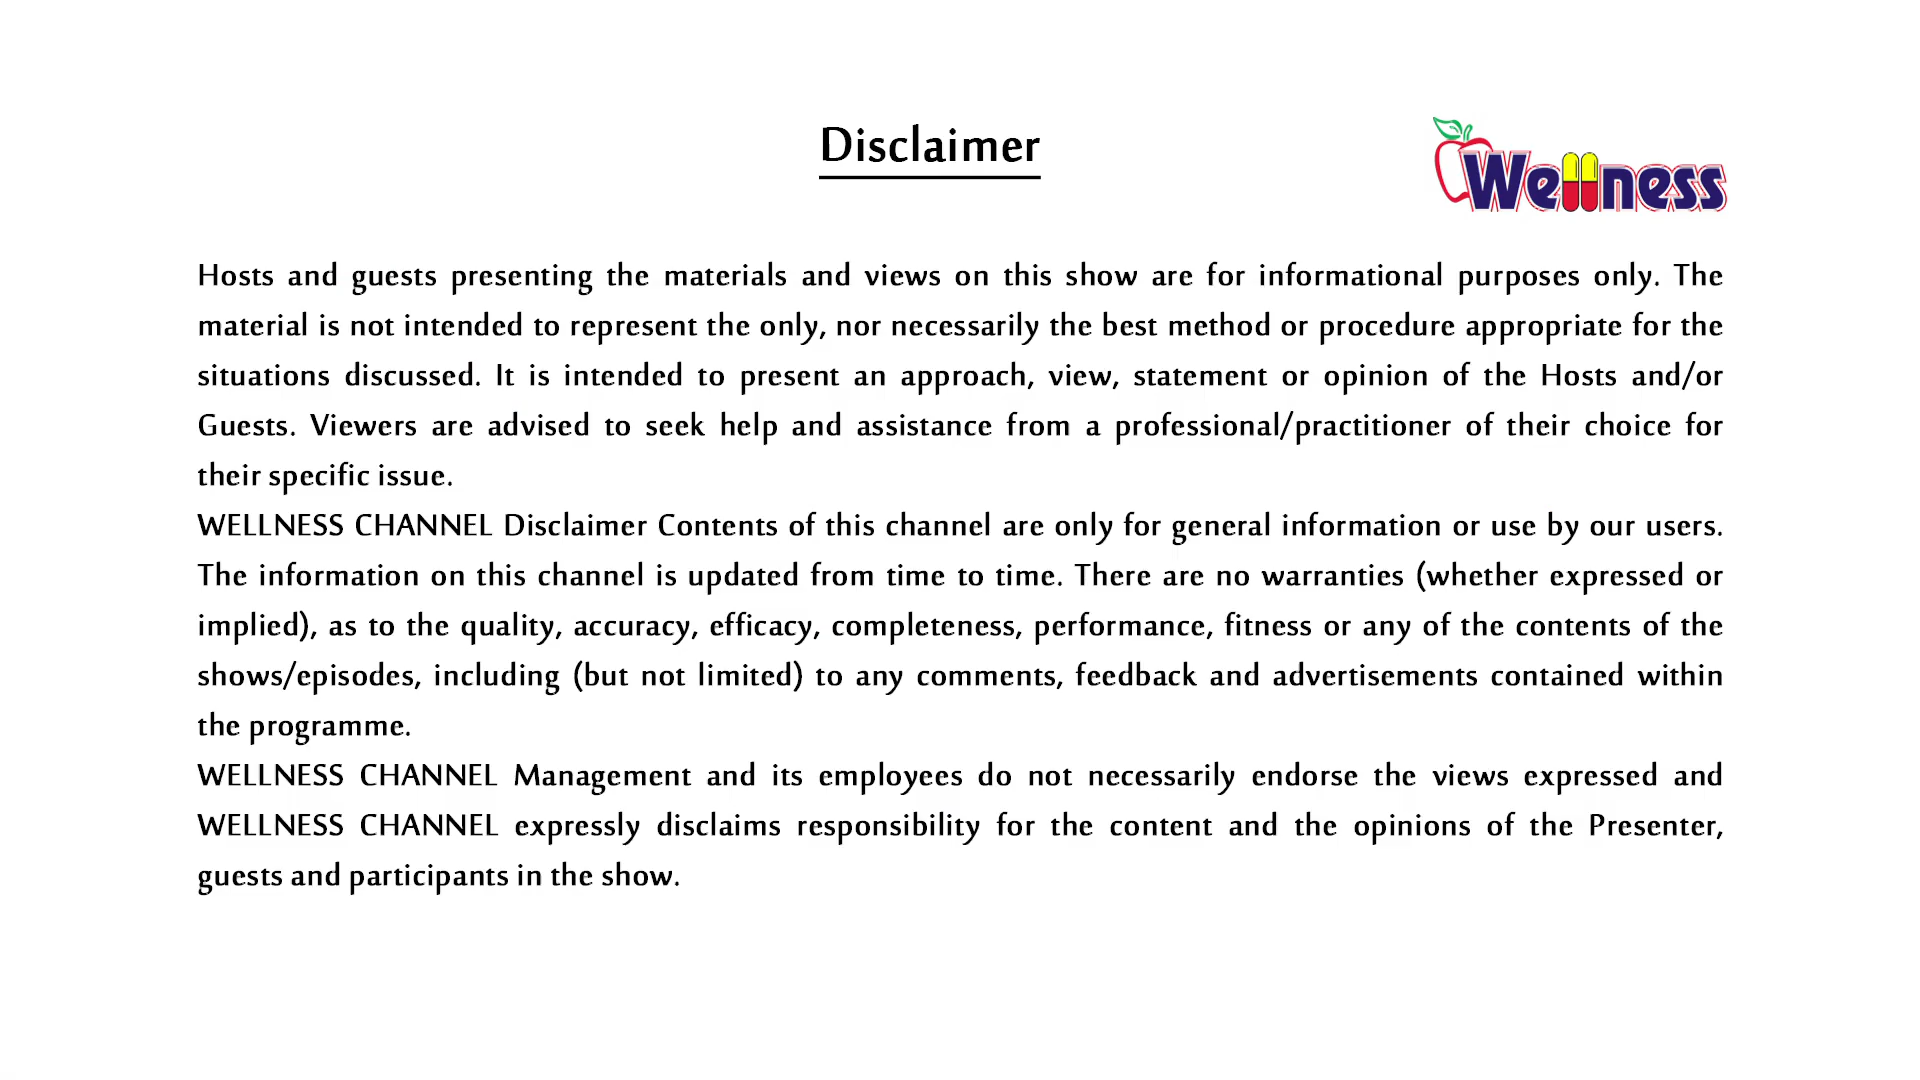 Disclaimer
Wellness
Hosts and guests presenting the materials and views on this show are for informational purposes only. The
material is not intended to represent the only, nor necessarily the best method or procedure appropriate for the
situations discussed. It is intended to present an approach, view, statement or opinion of the Hosts and/or
Guests. Viewers are advised to seek help and assistance from a professional/practitioner of their choice for
their specific issue.
WELLNESS CHANNEL Disclaimer Contents of this channel are only for general information or use by our users.
The information on this channel is updated from time to time. There are no warranties (whether expressed or
implied), as to the quality, accuracy, efficacy, completeness, performance, fitness or any of the contents of the
shows/episodes, including (but not limited) to any comments, feedback and advertisements contained within
the programme.
WELLNESS CHANNEL Management and its employees do not necessarily endorse the views expressed and
WELLNESS CHANNEL expressly disclaims responsibility for the content and the opinions of the Presenter,
guests and participants in the show.